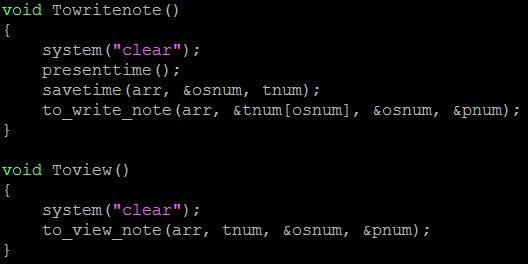 void Towritenote()
{
    system("clear");
    presenttime();
    savetime(arr, &osnum, tnum);
    to_write_note(arr, &tnum[osnum], &osnum, &pnum);
}

void Toview()
{
    system("clear");
    to_view_note(arr, tnum, &osnum, &pnum);
}